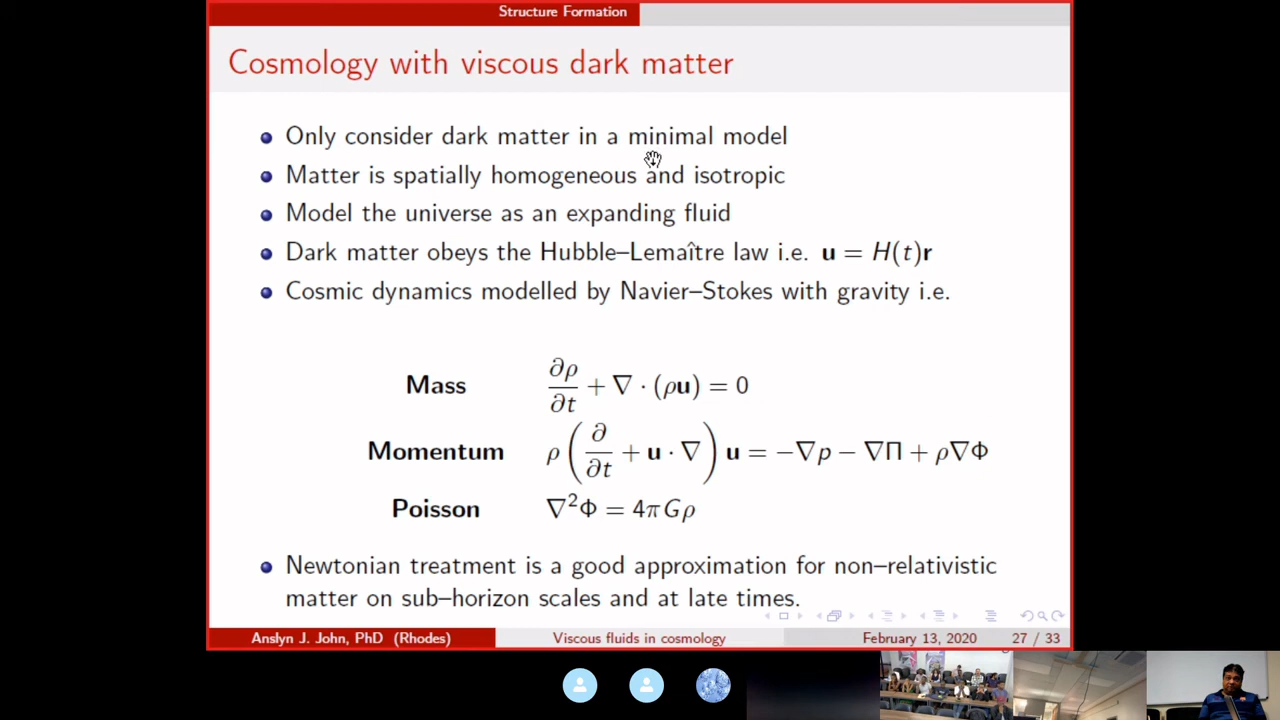 Structure Formation
Cosmology with viscous dark matter
Only consider dark matter in a minimal model
Matter is spatially homogeneous and isotropic
Model the universe as an expanding fluid
Dark matter obeys the Hubble–Lemaître law i.e. u = H(t)r
Cosmic dynamics modelled by Navier–Stokes with gravity i.e.
Mass ∂ρ/∂t + ∇ · (ρu) = 0
Momentum ρ(∂/∂t + u · ∇)u = −∇p − ∇Π + ρ∇Φ
Poisson ∇²Φ = 4πGρ
Newtonian treatment is a good approximation for non–relativistic
matter on sub–horizon scales and at late times.
Anslyn J. John, PhD (Rhodes) Viscous fluids in cosmology February 13, 2020 27 / 33